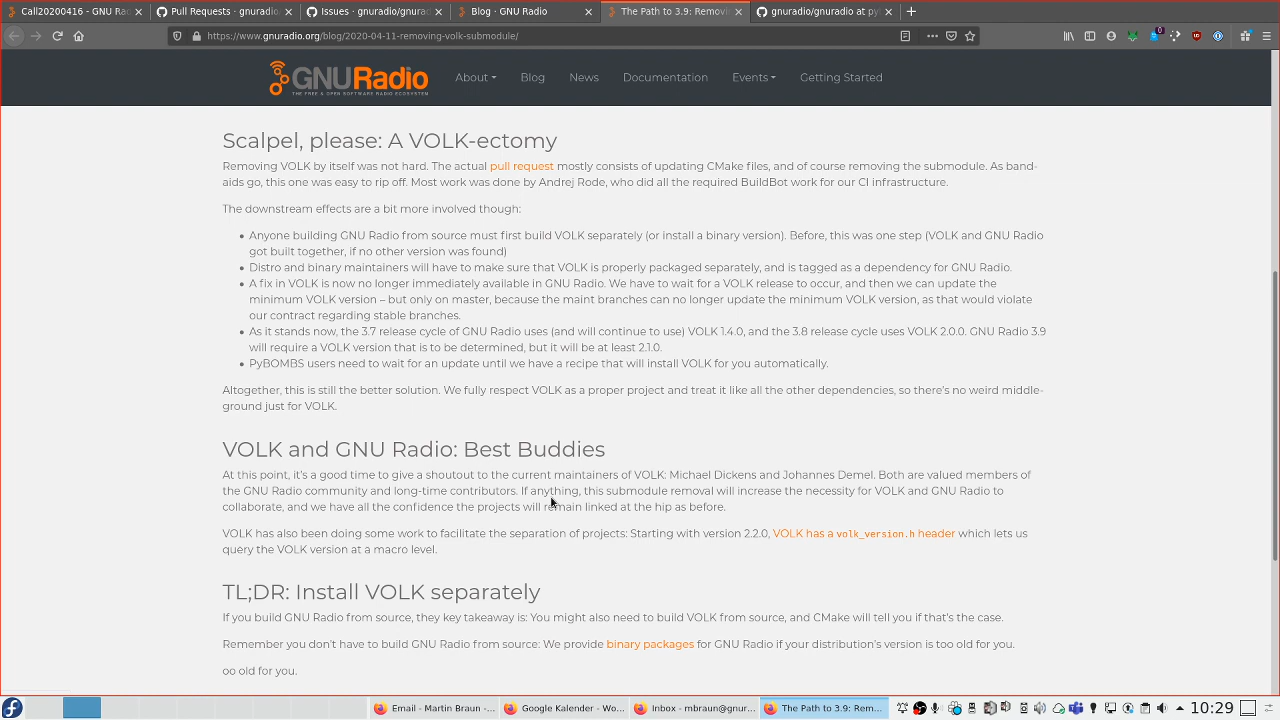 Call20200416 - GNU Rac
Pull Requests · gnuradio
Issues · gnuradio/gnurad
Blog · GNU Radio
The Path to 3.9: Removin
gnuradio/gnuradio at py
https://www.gnuradio.org/blog/2020-04-11-removing-volk-submodule/
GNURadio
THE FREE & OPEN SOFTWARE RADIO ECOSYSTEM
About
Blog
News
Documentation
Events
Getting Started
Scalpel, please: A VOLK-ectomy
Removing VOLK by itself was not hard. The actual pull request mostly consists of updating CMake files, and of course removing the submodule. As band-
aids go, this one was easy to rip off. Most work was done by Andrej Rode, who did all the required BuildBot work for our CI infrastructure.
The downstream effects are a bit more involved though:
Anyone building GNU Radio from source must first build VOLK separately (or install a binary version). Before, this was one step (VOLK and GNU Radio
got built together, if no other version was found)
Distro and binary maintainers will have to make sure that VOLK is properly packaged separately, and is tagged as a dependency for GNU Radio.
A fix in VOLK is now no longer immediately available in GNU Radio. We have to wait for a VOLK release to occur, and then we can update the
minimum VOLK version – but only on master, because the maint branches can no longer update the minimum VOLK version, as that would violate
our contract regarding stable branches.
As it stands now, the 3.7 release cycle of GNU Radio uses (and will continue to use) VOLK 1.4.0, and the 3.8 release cycle uses VOLK 2.0.0. GNU Radio 3.9
will require a VOLK version that is to be determined, but it will be at least 2.1.0.
PyBOMBS users need to wait for an update until we have a recipe that will install VOLK for you automatically.
Altogether, this is still the better solution. We fully respect VOLK as a proper project and treat it like all the other dependencies, so there's no weird middle-
ground just for VOLK.
VOLK and GNU Radio: Best Buddies
At this point, it's a good time to give a shoutout to the current maintainers of VOLK: Michael Dickens and Johannes Demel. Both are valued members of
the GNU Radio community and long-time contributors. If anything, this submodule removal will increase the necessity for VOLK and GNU Radio to
collaborate, and we have all the confidence the projects will remain linked at the hip as before.
VOLK has also been doing some work to facilitate the separation of projects: Starting with version 2.2.0, VOLK has a volk_version.h header which lets us
query the VOLK version at a macro level.
TL;DR: Install VOLK separately
If you build GNU Radio from source, they key takeaway is: You might also need to build VOLK from source, and CMake will tell you if that's the case.
Remember you don't have to build GNU Radio from source: We provide binary packages for GNU Radio if your distribution's version is too old for you.
oo old for you.
Email - Martin Braun -...
Google Kalender - Wo...
Inbox - mbraun@gnur...
The Path to 3.9: Rem...
10:29